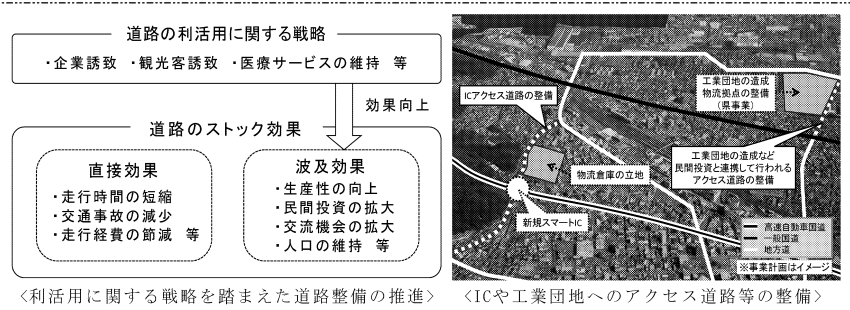 道路の利活用に関する戦略
・企業誘致 ・観光客誘致 ・医療サービスの維持 等
効果向上
道路のストック効果
直接効果
・走行時間の短縮
・交通事故の減少
・走行経費の節減 等
波及効果
・生産性の向上
・民間投資の拡大
・交流機会の拡大
・人口の維持 等
<利活用に関する戦略を踏まえた道路整備の推進>
ICアクセス道路の整備
工業団地の造成
物流拠点の整備
(県事業)
工業団地の造成など
民間投資と連携して行われる
アクセス道路の整備
物流倉庫の立地
新規スマートIC
高速自動車国道
一般国道
地方道
※事業計画はイメージ
<ICや工業団地へのアクセス道路等の整備>